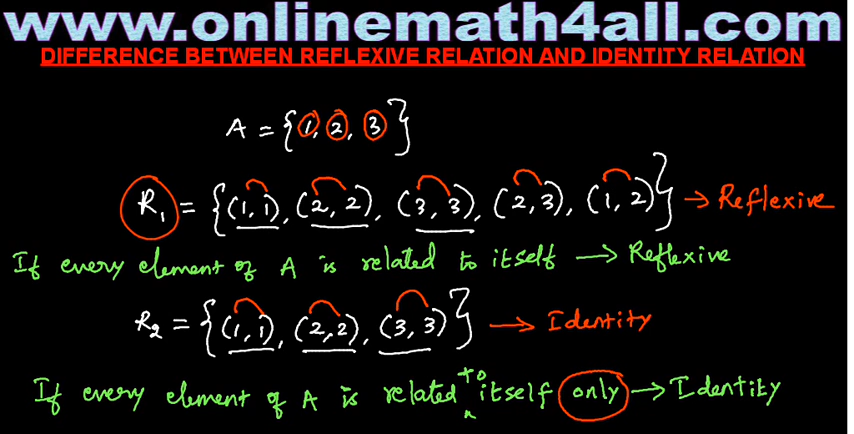 www.onlinemath4all.com
DIFFERENCE BETWEEN REFLEXIVE RELATION AND IDENTITY RELATION
A = {1, 2, 3}
R₁ = {(1, 1), (2, 2), (3, 3), (2, 3), (1, 2)} → Reflexive
If every element of A is related to itself → Reflexive
R₂ = {(1, 1), (2, 2), (3, 3)} → Identity
If every element of A is related to itself only → Identity